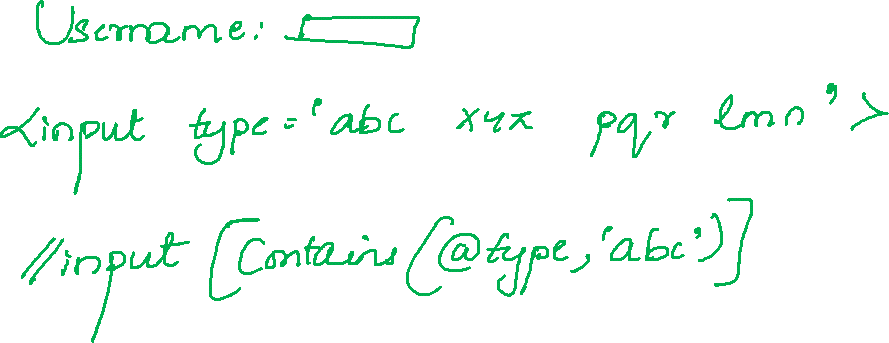 Username:
<input type='abc xyz pqr lmn'>
//input [Contains(@type,'abc')]